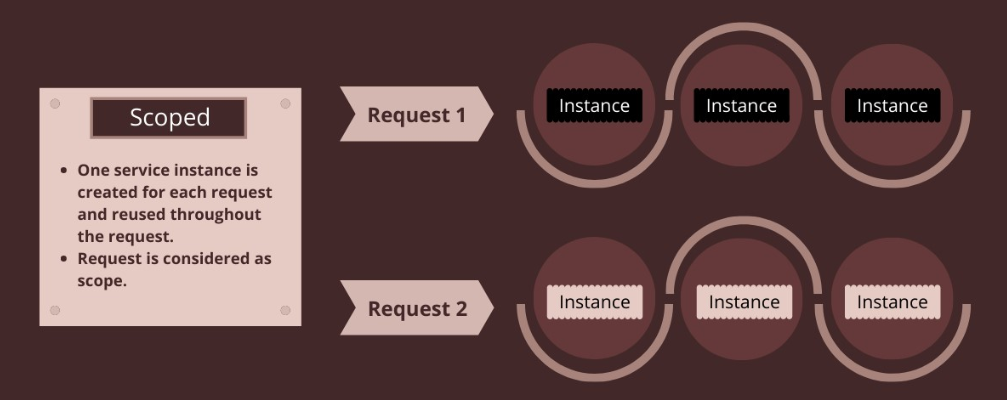 Scoped
• One service instance is
created for each request
and reused throughout
the request.
• Request is considered as
scope.
Request 1
Instance
Instance
Instance
Request 2
Instance
Instance
Instance